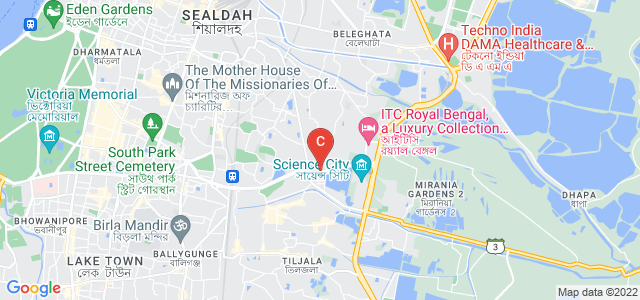 Eden Gardens
ইডেন গার্ডেনে
SEALDAH
শিয়ালদহ
BELEGHATA
বেলেঘাটা
Techno India
DAMA Healthcare &...
টেকনো ইন্ডিয়া
ডি এ এম এ
DHARMATALA
ধর্মতলা
The Mother House
Of The Missionaries Of...
মিশনারিজ অফ
চ্যারিটির...
Victoria Memorial
ভিক্টোরিয়া
মেমোরিয়াল
ITC Royal Bengal,
a Luxury Collection...
আইটিসি
রয়্যাল বেঙ্গল
C
South Park
Street Cemetery
সাউথ পার্ক
স্ট্রিট গোরস্থান
Science City
সায়েন্স সিটি
MIRANIA
GARDENS 2
মিরানিয়া
গার্ডেনস 2
DHAPA
ধাপা
BHOWANIPORE
ভবানীপুর
Birla Mandir
বিড়লা মন্দির
3
BALLYGUNGE
বালিগঞ্জ
TILJALA
তিলজলা
LAKE TOWN
লেক টাউন
Google
Map data ©2022